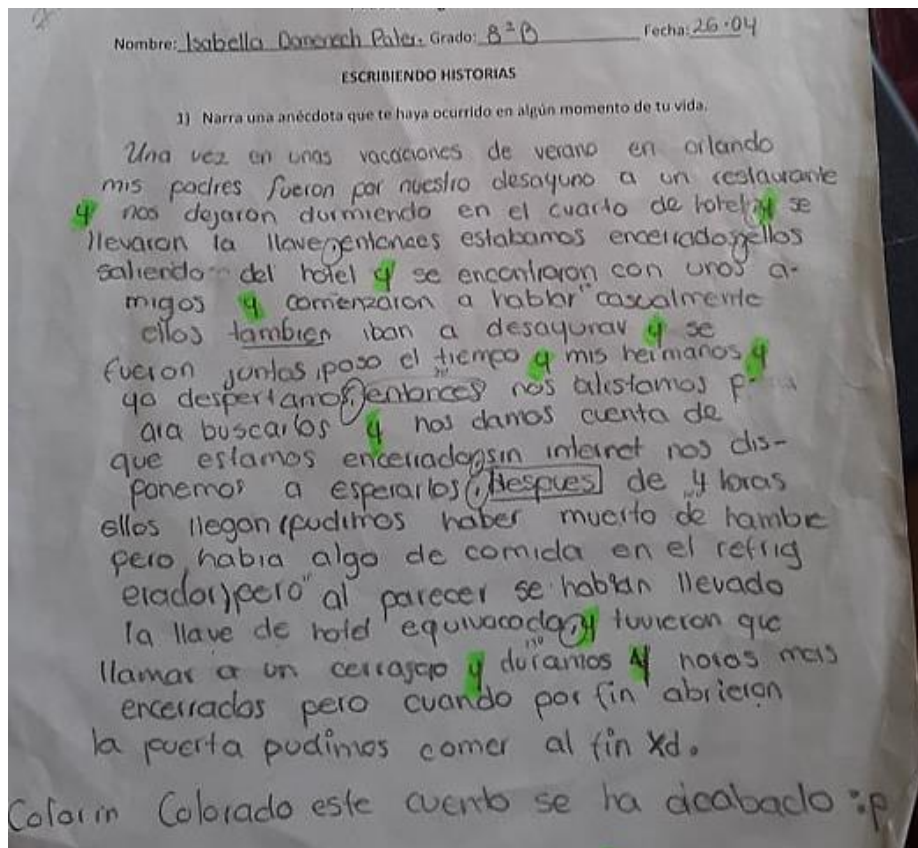 Nombre: Isabella Domenech Pater. Grado: 8ºB Fecha: 26-04
ESCRIBIENDO HISTORIAS
1) Narra una anécdota que te haya ocurrido en algún momento de tu vida.
Una vez en unas vacaciones de verano en orlando
mis padres fueron por nuestro desayuno a un restaurante
y nos dejaron durmiendo en el cuarto de hotel, y se
llevaron la llave, entonces estabamos encerrados, ellos
saliendo del hotel y se encontraron con unos a-
migos y comenzaron a hablar casualmente
ellos tambien iban a desayunar y se
fueron juntos, paso el tiempo y mis hermanos y
yo despertamos, entonces nos alistamos p
ara buscarlos y nos damos cuenta de
que estamos encerrados, sin internet nos dis-
ponemos a esperarlos, despues de 4 horas
ellos llegan (pudimos haber muerto de hambre
pero habia algo de comida en el refrig
erador) pero al parecer se habian llevado
la llave de hotel equivocada, y tuvieron que
llamar a un cerrajero y duramos 4 horas mas
encerrados pero cuando por fin abrieron
la puerta pudimos comer al fin Xd.
Colorin Colorado este cuento se ha acabado :p